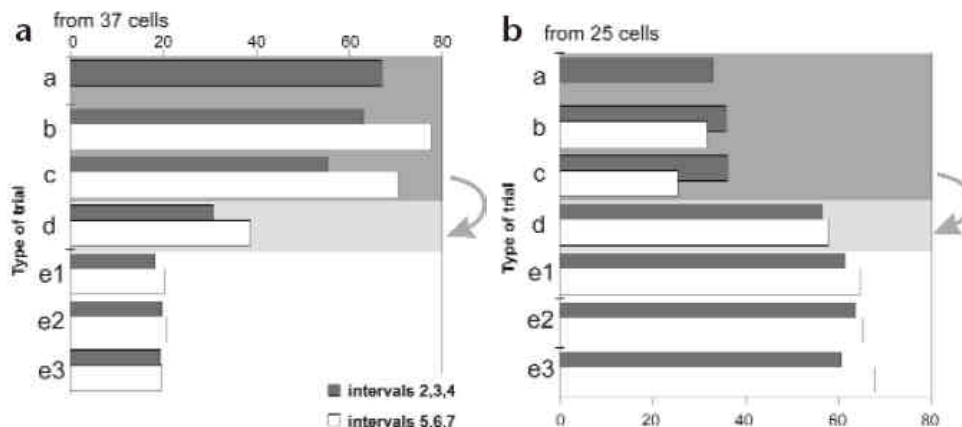 a from 37 cells
0 20 40 60 80
a
b
c
d
e1
e2
e3
Type of trial
intervals 2,3,4
intervals 5,6,7
b from 25 cells
a
b
c
d
e1
e2
e3
Type of trial
0 20 40 60 80